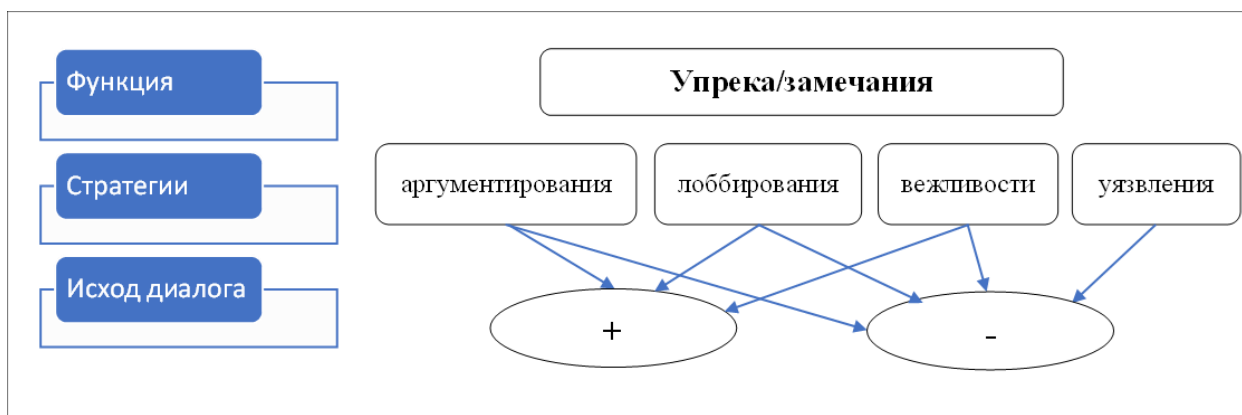 Функция
Упрека/замечания
Стратегии
аргументирования
лоббирования
вежливости
уязвления
Исход диалога
+
-